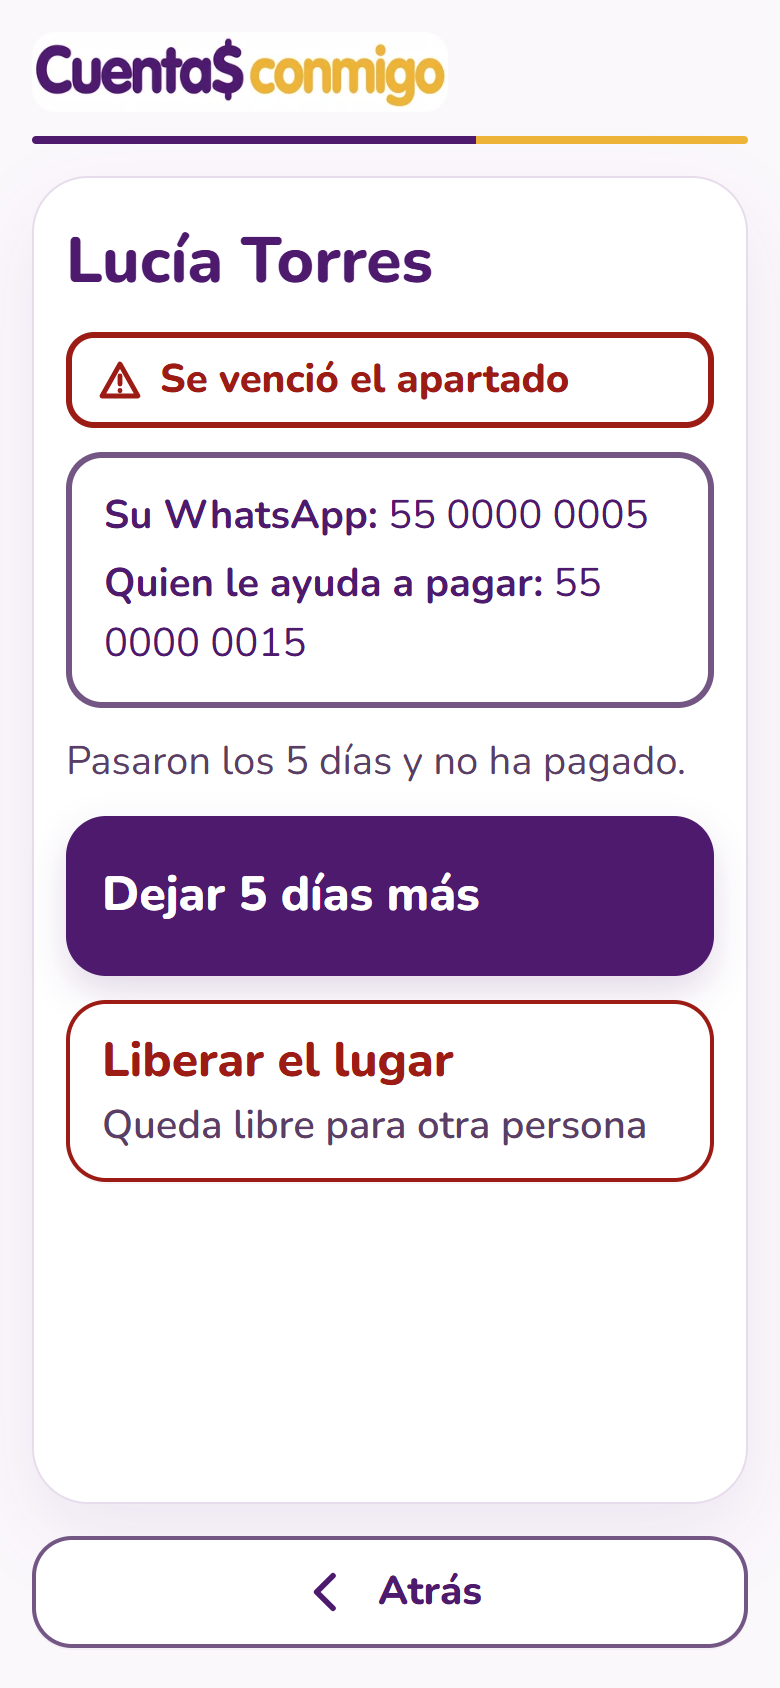 Cuenta$ conmigo
Lucía Torres
Se venció el apartado
Su WhatsApp: 55 0000 0005
Quien le ayuda a pagar: 55
0000 0015
Pasaron los 5 días y no ha pagado.
Dejar 5 días más
Liberar el lugar
Queda libre para otra persona
Atrás